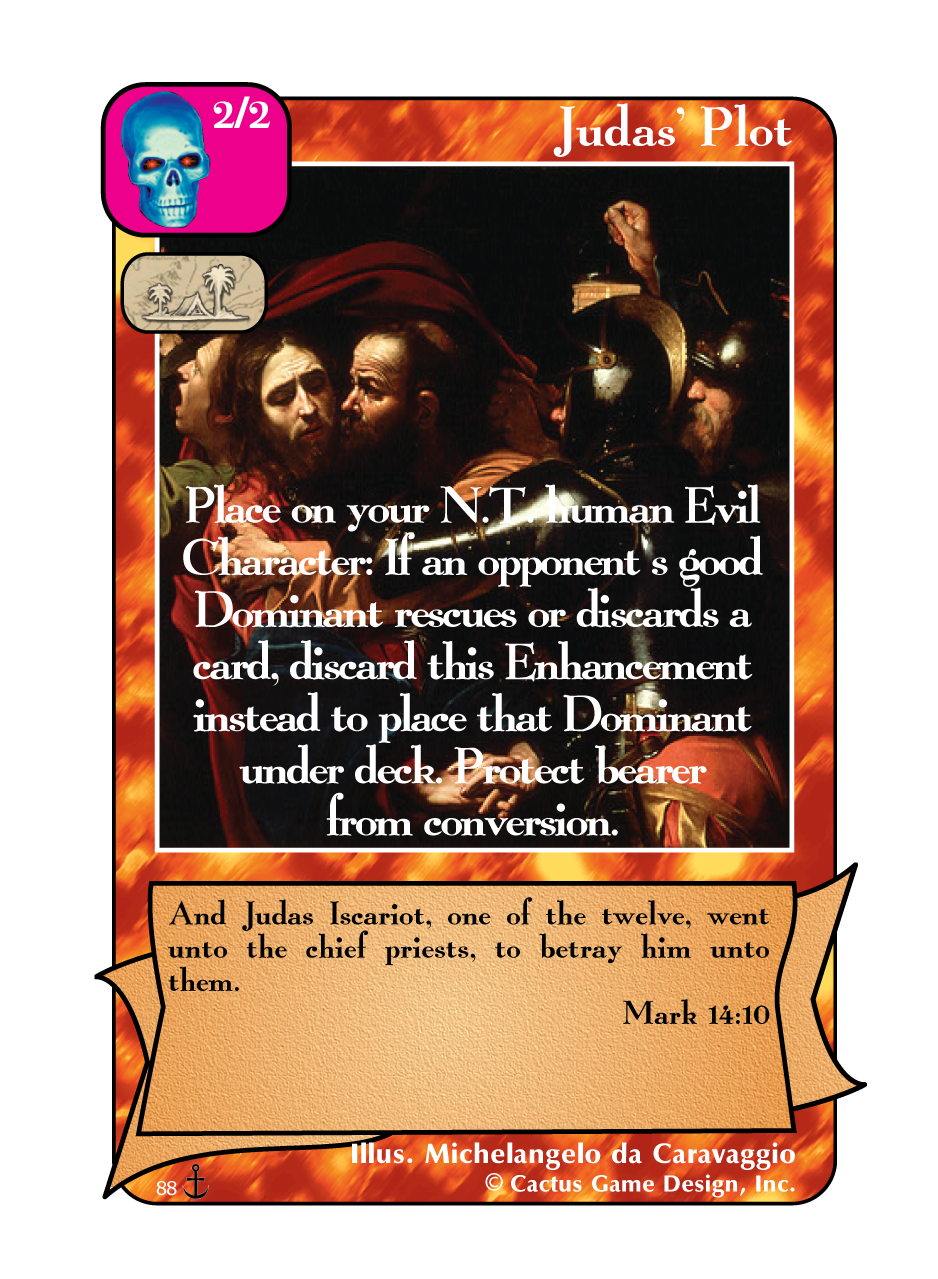 2/2
Judas’ Plot
Place on your N.T. human Evil
Character: If an opponent s good
Dominant rescues or discards a
card, discard this Enhancement
instead to place that Dominant
under deck. Protect bearer
from conversion.
And Judas Iscariot, one of the twelve, went
unto the chief priests, to betray him unto
them.
Mark 14:10
Illus. Michelangelo da Caravaggio
© Cactus Game Design, Inc.
88